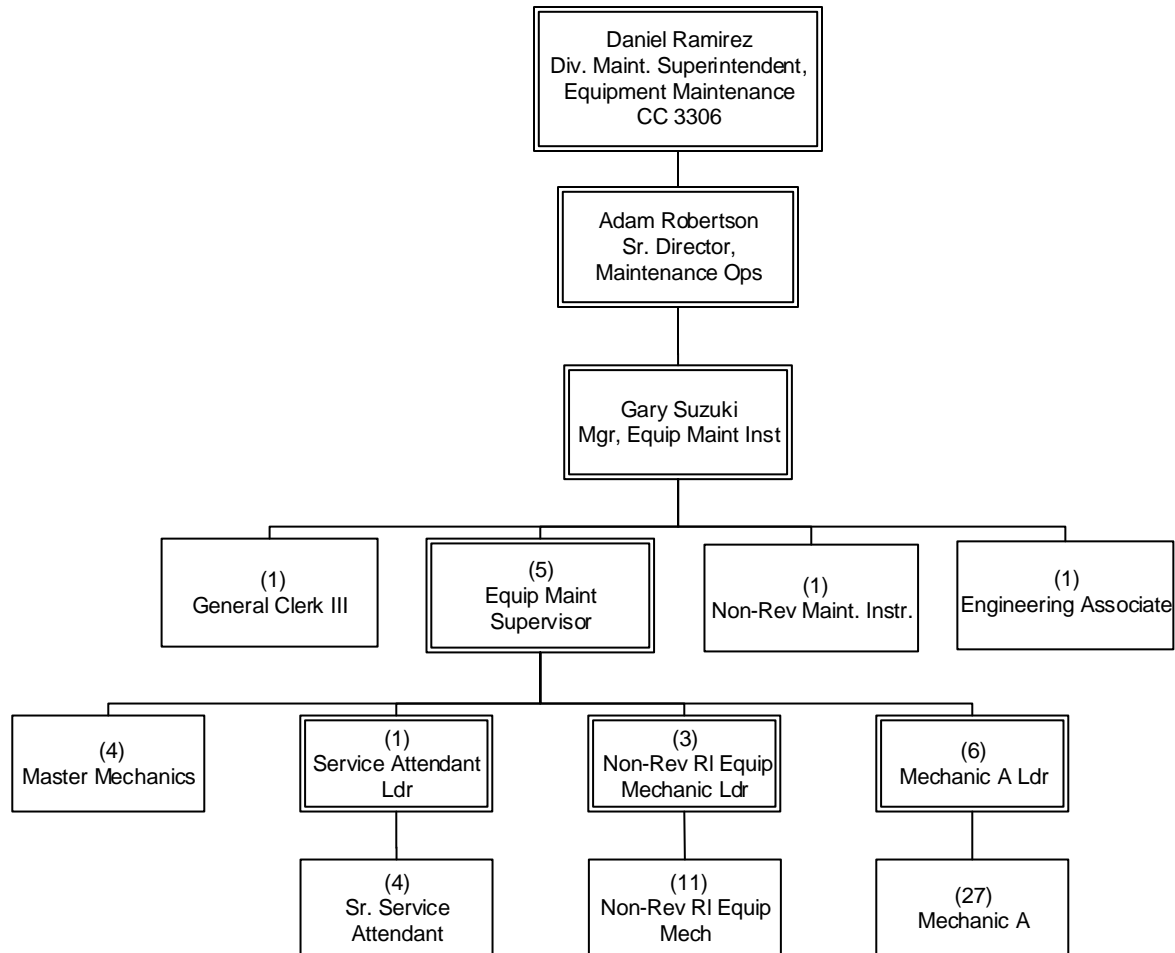 Daniel Ramirez
Div. Maint. Superintendent,
Equipment Maintenance
CC 3306
Adam Robertson
Sr. Director,
Maintenance Ops
Gary Suzuki
Mgr, Equip Maint Inst
(1)
General Clerk III
(5)
Equip Maint
Supervisor
(1)
Non-Rev Maint. Instr.
(1)
Engineering Associate
(4)
Master Mechanics
(1)
Service Attendant
Ldr
(3)
Non-Rev Rl Equip
Mechanic Ldr
(6)
Mechanic A Ldr
(4)
Sr. Service
Attendant
(11)
Non-Rev Rl Equip
Mech
(27)
Mechanic A